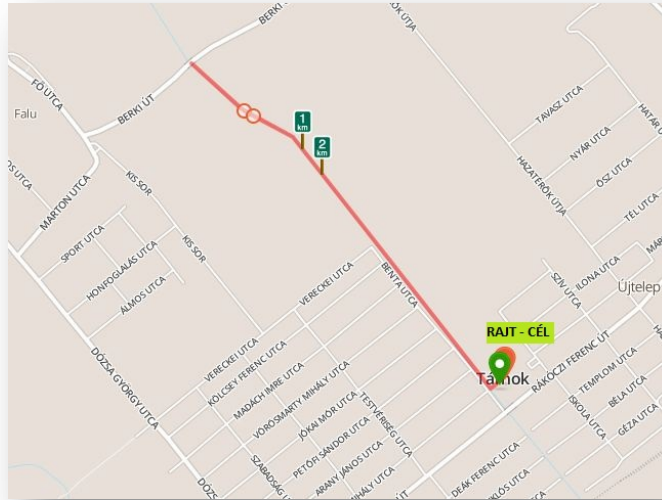 BERKI
BERKI ÚT
FŐ UTCA
Falu
MARTON UTCA
KIS SOR
KIS SOR
1
km
2
km
TAVASZ UTCA
HATÁR
NYÁR UTCA
ŐSZ UTCA
TÉL UTCA
HAZATÉRŐK ÚTJA
SPORT UTCA
HONFOGLALÁS UTCA
ÁLMOS UTCA
DÓZSA GYÖRGY UTCA
VERECKEI UTCA
BENTA UTCA
SZÍV UTCA
ILONA UTCA
Újtelep
RAJT - CÉL
Tárnok
RÁKÓCZI FERENC ÚT
TEMPLOM UTCA
BÉLA UTCA
GÉZA UTCA
ISKOLA UTCA
VERECKEI UTCA
KÖLCSEY FERENC UTCA
MADÁCH IMRE UTCA
VÖRÖSMARTY MIHÁLY UTCA
JÓKAI MÓR UTCA
TESTVÉRISÉG UTCA
PETŐFI SÁNDOR UTCA
ARANY JÁNOS UTCA
SZABADSÁG
MIHÁLY UTCA
DEÁK FERENC UTCA